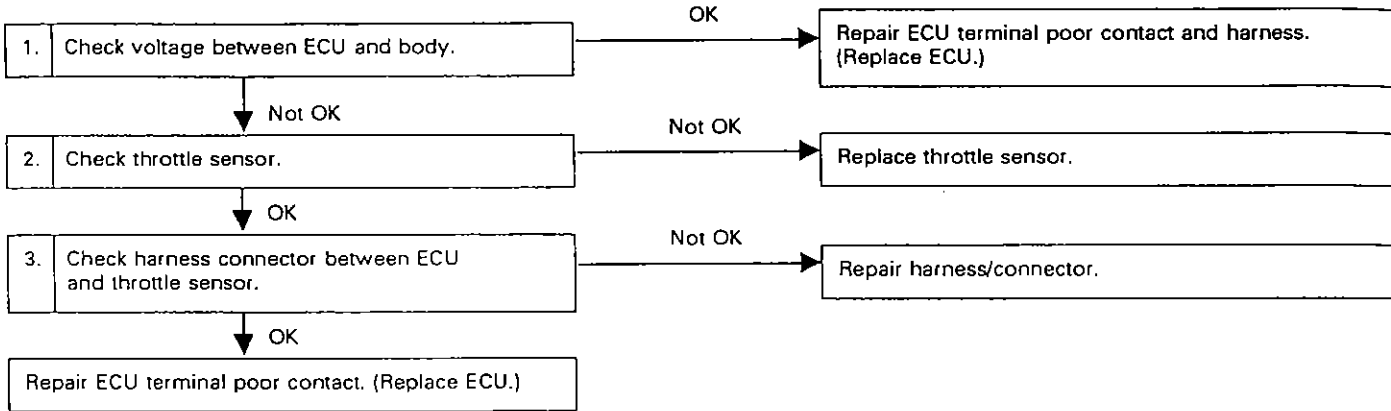 OK
1. Check voltage between ECU and body.
Repair ECU terminal poor contact and harness.
(Replace ECU.)
Not OK
2. Check throttle sensor.
Not OK
Replace throttle sensor.
OK
3. Check harness connector between ECU
and throttle sensor.
Not OK
Repair harness/connector.
OK
Repair ECU terminal poor contact. (Replace ECU.)